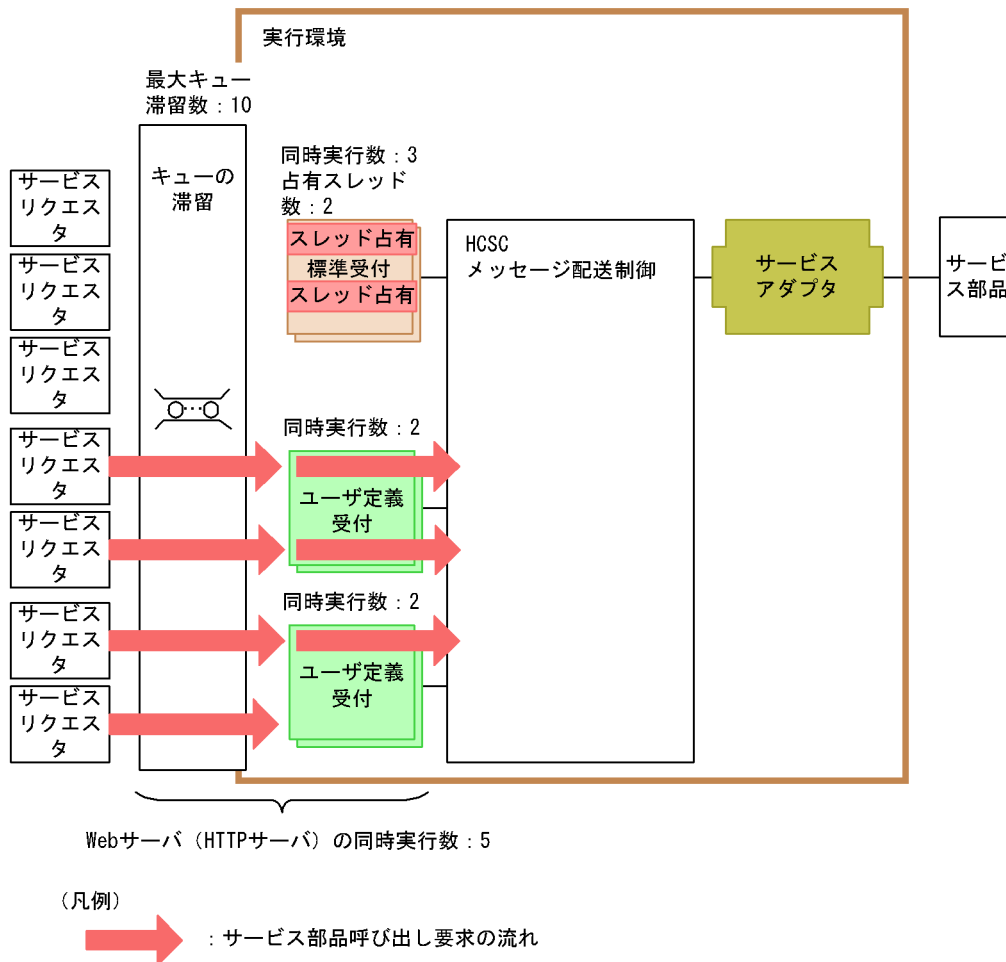 実行環境
最大キュー
滞留数：10
キューの
滞留
同時実行数：3
占有スレッド
数：2
スレッド占有
標準受付
スレッド占有
HCSC
メッセージ配送制御
サービス
アダプタ
サービ
ス部品
サービス
リクエス
タ
サービス
リクエス
タ
サービス
リクエス
タ
サービス
リクエス
タ
サービス
リクエス
タ
サービス
リクエス
タ
サービス
リクエス
タ
同時実行数：2
ユーザ定義
受付
同時実行数：2
ユーザ定義
受付
Webサーバ（HTTPサーバ）の同時実行数：5
（凡例）
：サービス部品呼び出し要求の流れ